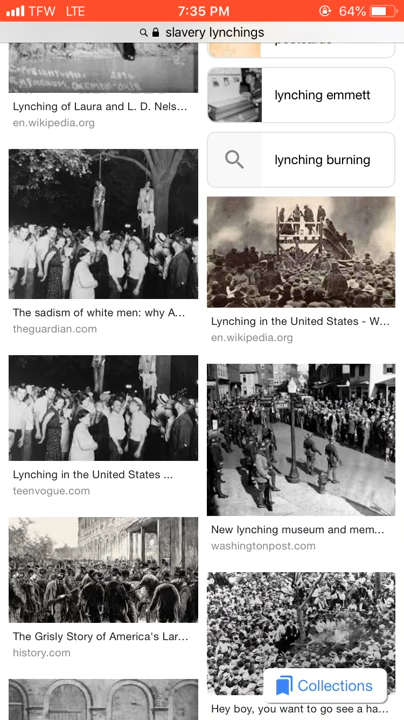 TFW LTE 7:35 PM 64%
slavery lynchings
Lynching of Laura and L. D. Nels...
en.wikipedia.org
The sadism of white men: why A...
theguardian.com
Lynching in the United States ...
teenvogue.com
The Grisly Story of America's Lar...
history.com
postcards
lynching emmett
lynching burning
Lynching in the United States - W...
en.wikipedia.org
New lynching museum and mem...
washingtonpost.com
Collections
Hey boy, you want to go see a ha...